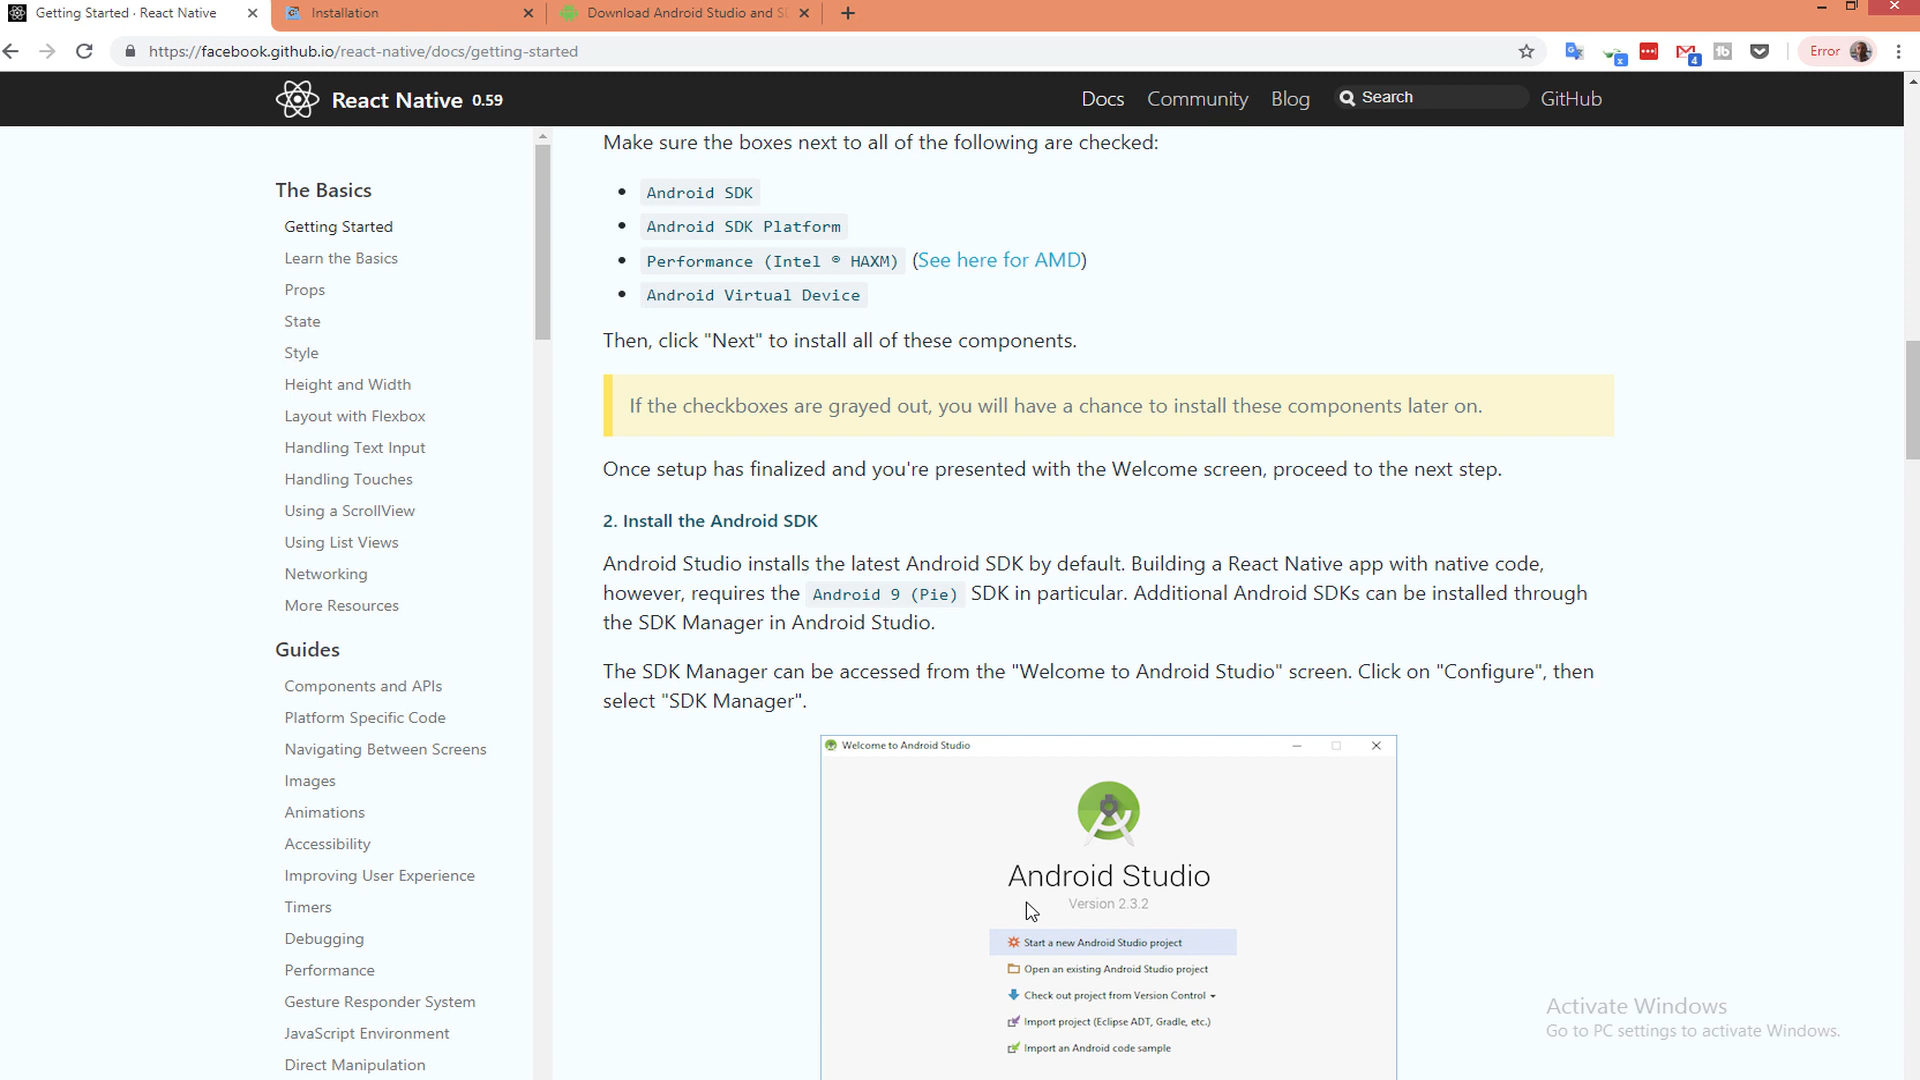 Getting Started · React Native
Installation
Download Android Studio and S
https://facebook.github.io/react-native/docs/getting-started
4
Error
React Native 0.59
Docs
Community
Blog
Search
GitHub
The Basics
Getting Started
Learn the Basics
Props
State
Style
Height and Width
Layout with Flexbox
Handling Text Input
Handling Touches
Using a ScrollView
Using List Views
Networking
More Resources
Guides
Components and APIs
Platform Specific Code
Navigating Between Screens
Images
Animations
Accessibility
Improving User Experience
Timers
Debugging
Performance
Gesture Responder System
JavaScript Environment
Direct Manipulation
Make sure the boxes next to all of the following are checked:
Android SDK
Android SDK Platform
Performance (Intel ® HAXM) (See here for AMD)
Android Virtual Device
Then, click "Next" to install all of these components.
If the checkboxes are grayed out, you will have a chance to install these components later on.
Once setup has finalized and you're presented with the Welcome screen, proceed to the next step.
2. Install the Android SDK
Android Studio installs the latest Android SDK by default. Building a React Native app with native code,
however, requires the Android 9 (Pie) SDK in particular. Additional Android SDKs can be installed through
the SDK Manager in Android Studio.
The SDK Manager can be accessed from the "Welcome to Android Studio" screen. Click on "Configure", then
select "SDK Manager".
Welcome to Android Studio
Android Studio
Version 2.3.2
Start a new Android Studio project
Open an existing Android Studio project
Check out project from Version Control
Import project (Eclipse ADT, Gradle, etc.)
Import an Android code sample
Activate Windows
Go to PC settings to activate Windows.